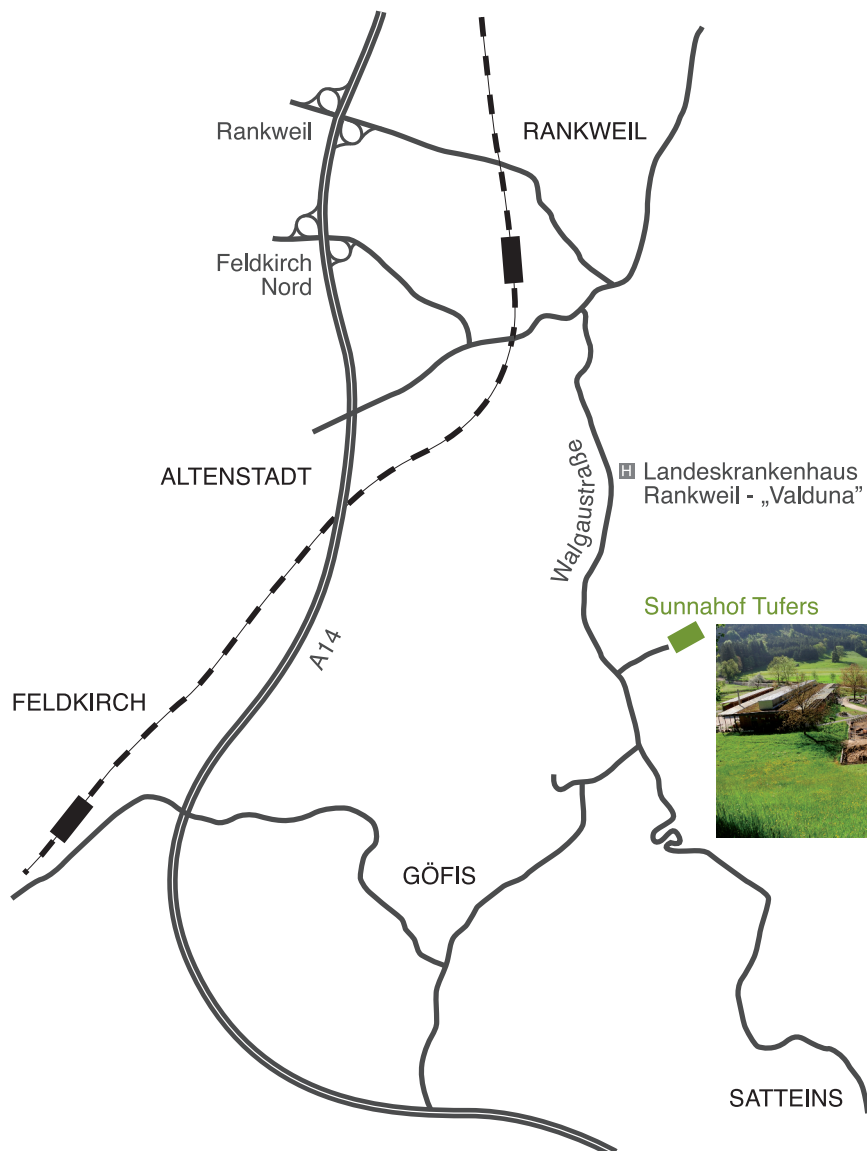 Rankweil
RANKWEIL
Feldkirch
Nord
ALTENSTADT
H
Landeskrankenhaus
Rankweil - „Valduna”
Walgaustraße
Sunnahof Tufers
A14
FELDKIRCH
GÖFIS
SATTEINS